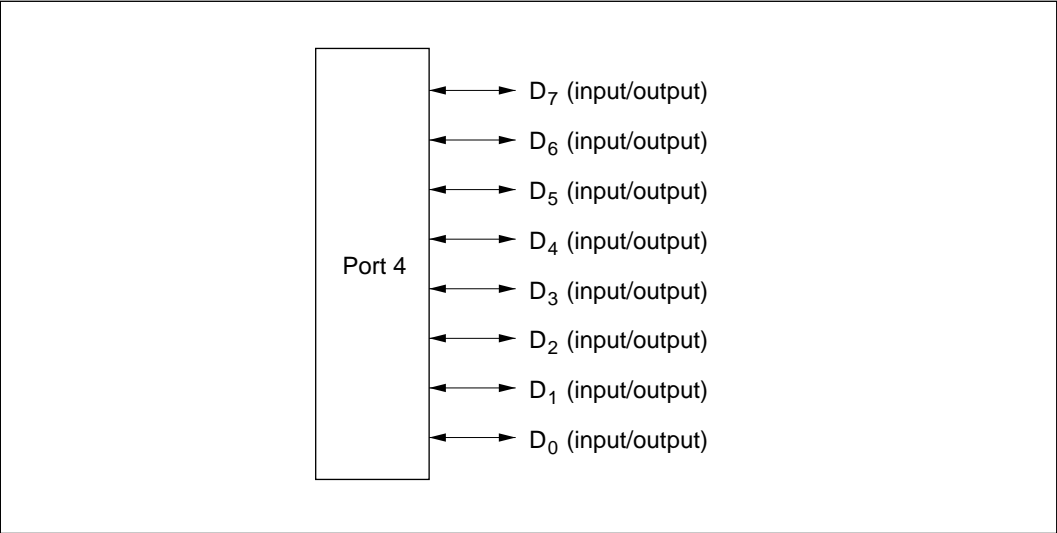 D7 (input/output)
D6 (input/output)
D5 (input/output)
D4 (input/output)
Port 4
D3 (input/output)
D2 (input/output)
D1 (input/output)
D0 (input/output)